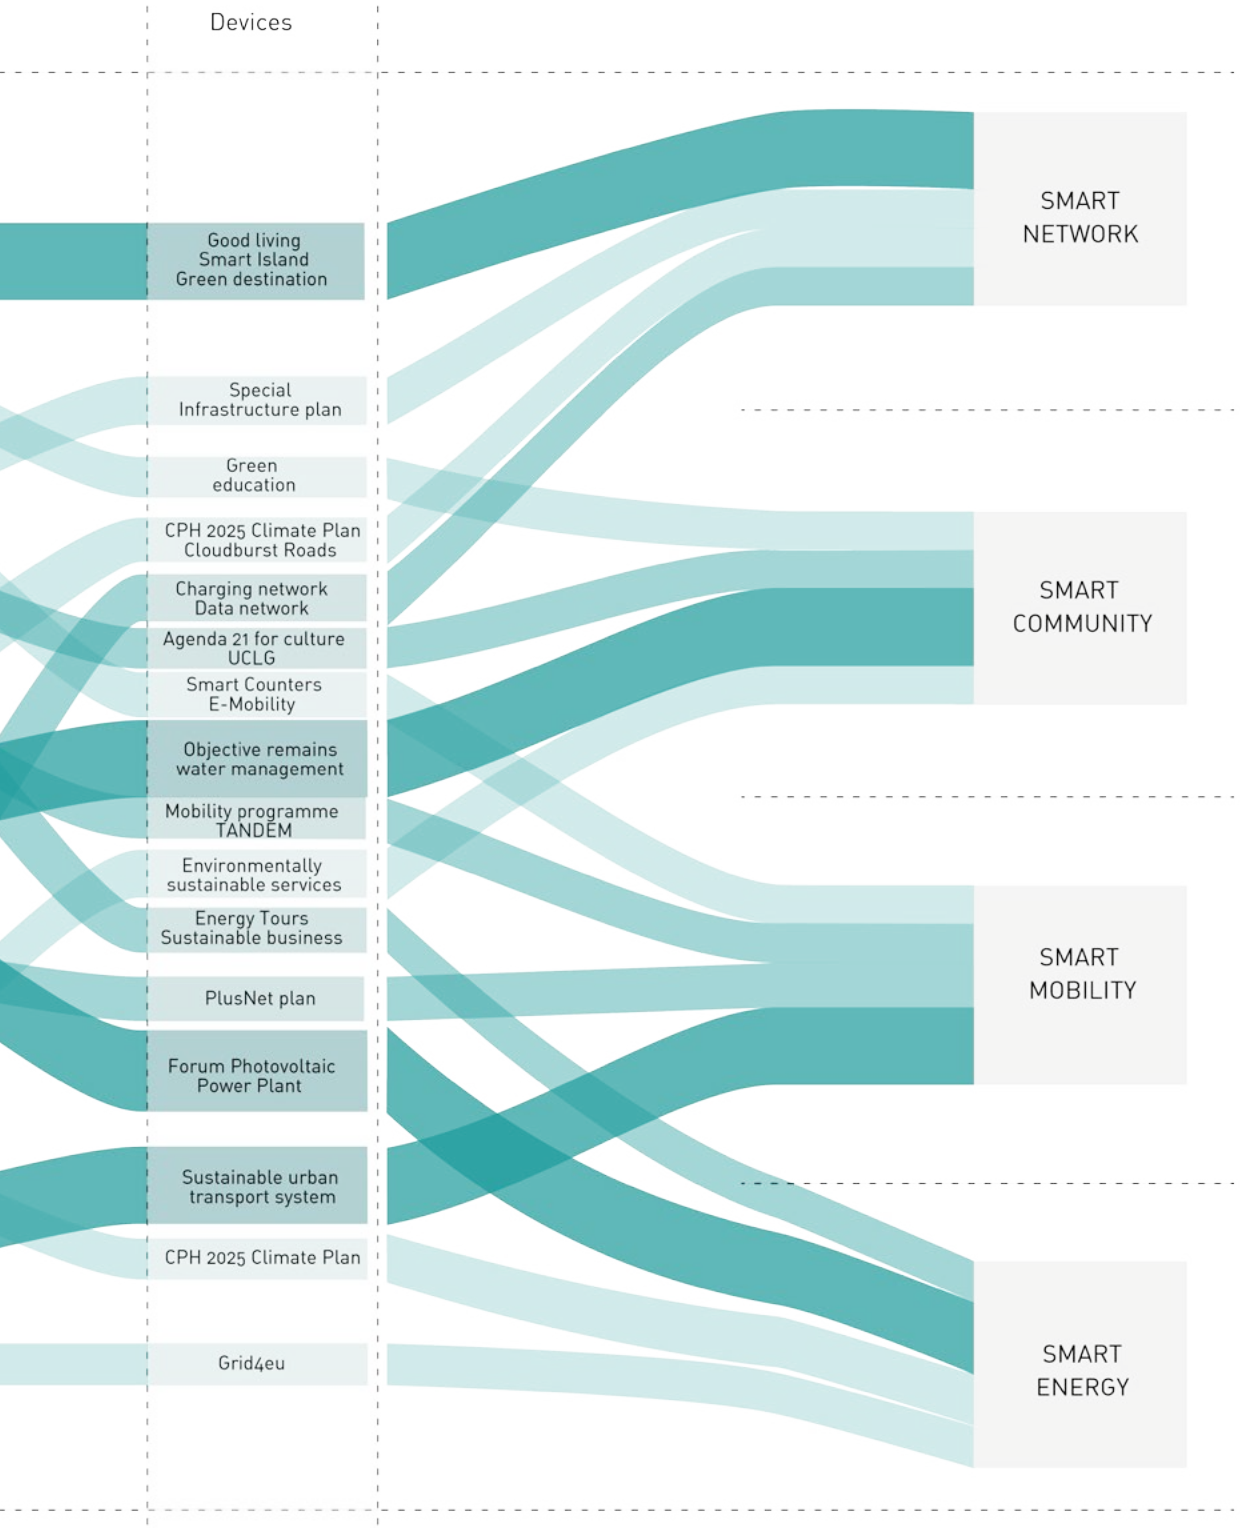 Devices
Good living
Smart Island
Green destination
Special
Infrastructure plan
Green
education
CPH 2025 Climate Plan
Cloudburst Roads
Charging network
Data network
Agenda 21 for culture
UCLG
Smart Counters
E-Mobility
Objective remains
water management
Mobility programme
TANDEM
Environmentally
sustainable services
Energy Tours
Sustainable business
PlusNet plan
Forum Photovoltaic
Power Plant
Sustainable urban
transport system
CPH 2025 Climate Plan
Grid4eu
SMART
NETWORK
SMART
COMMUNITY
SMART
MOBILITY
SMART
ENERGY